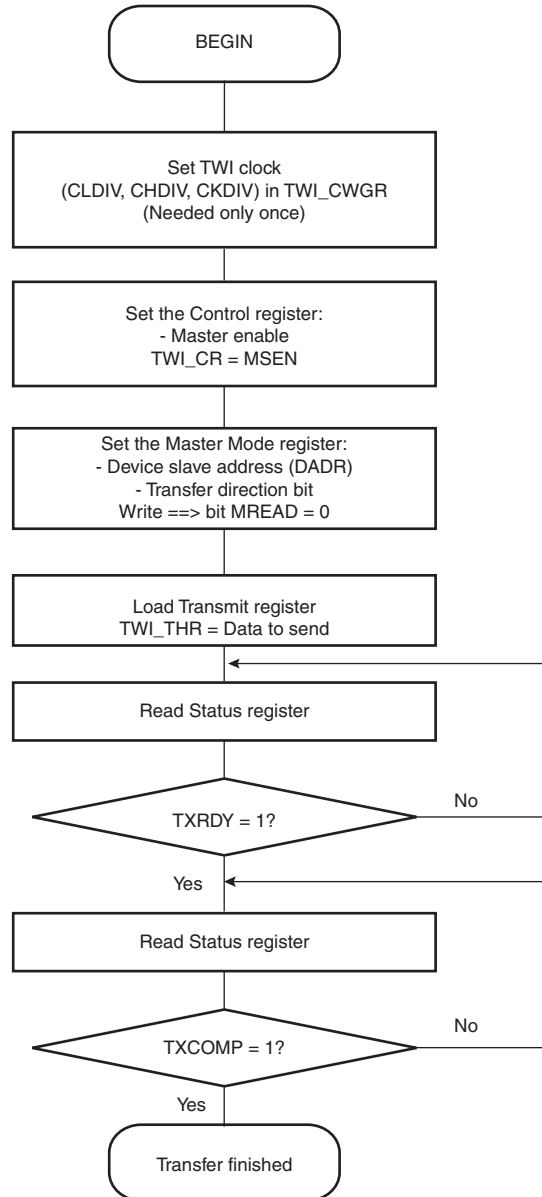 BEGIN
Set TWI clock
(CLDIV, CHDIV, CKDIV) in TWI_CWGR
(Needed only once)
Set the Control register:
- Master enable
TWI_CR = MSEN
Set the Master Mode register:
- Device slave address (DADR)
- Transfer direction bit
Write ==> bit MREAD = 0
Load Transmit register
TWI_THR = Data to send
Read Status register
TXRDY = 1?
No
Yes
Read Status register
TXCOMP = 1?
No
Yes
Transfer finished